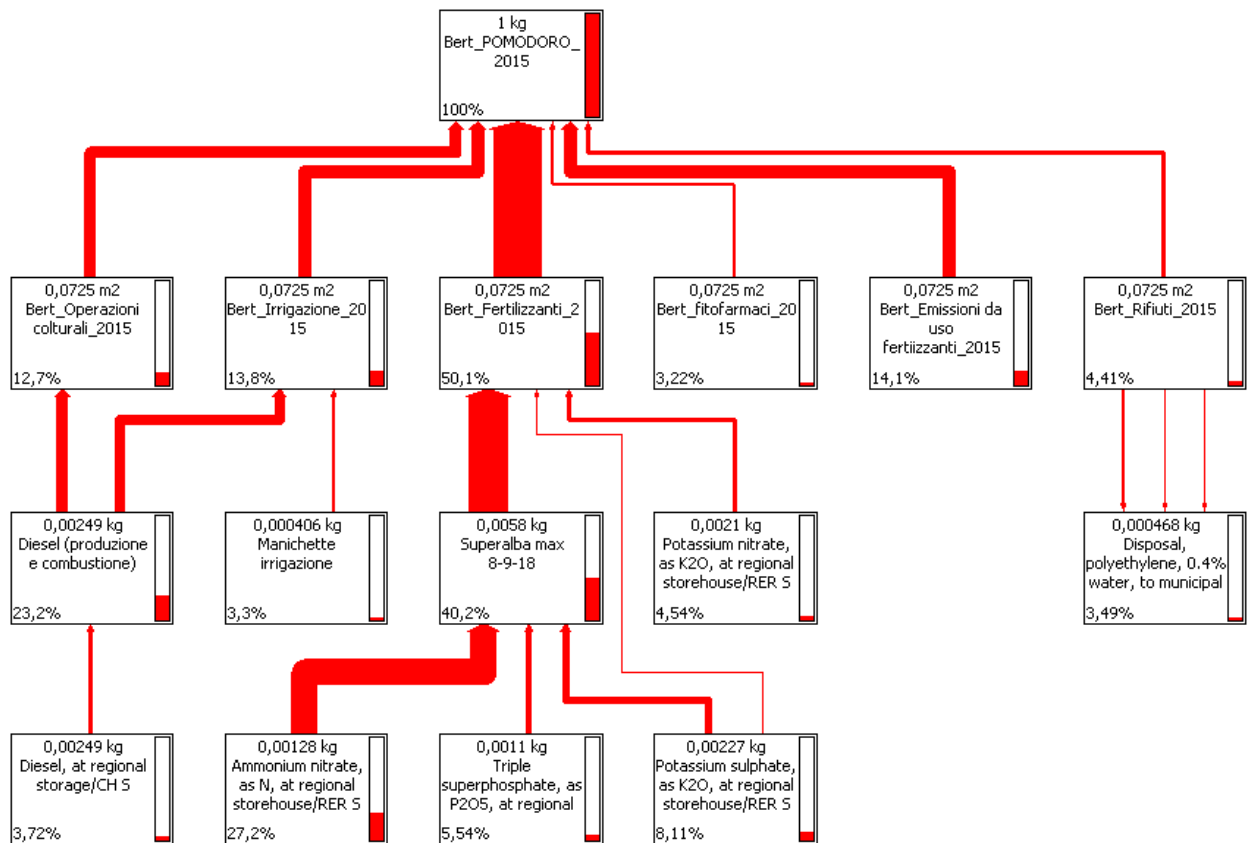 1 kg
Bert_POMODORO_
2015
100%
0,0725 m2
Bert_Operazioni
colturali_2015
12,7%
0,0725 m2
Bert_Irrigazione_20
15
13,8%
0,0725 m2
Bert_Fertilizzanti_2
015
50,1%
0,0725 m2
Bert_fitofarmaci_20
15
3,22%
0,0725 m2
Bert_Emissioni da
uso
fertiizzanti_2015
14,1%
0,0725 m2
Bert_Rifiuti_2015
4,41%
0,00249 kg
Diesel (produzione
e combustione)
23,2%
0,000406 kg
Manichette
irrigazione
3,3%
0,0058 kg
Superalba max
8-9-18
40,2%
0,0021 kg
Potassium nitrate,
as K2O, at regional
storehouse/RER S
4,54%
0,000468 kg
Disposal,
polyethylene, 0.4%
water, to municipal
3,49%
0,00249 kg
Diesel, at regional
storage/CH S
3,72%
0,00128 kg
Ammonium nitrate,
as N, at regional
storehouse/RER S
27,2%
0,0011 kg
Triple
superphosphate, as
P2O5, at regional
5,54%
0,00227 kg
Potassium sulphate,
as K2O, at regional
storehouse/RER S
8,11%